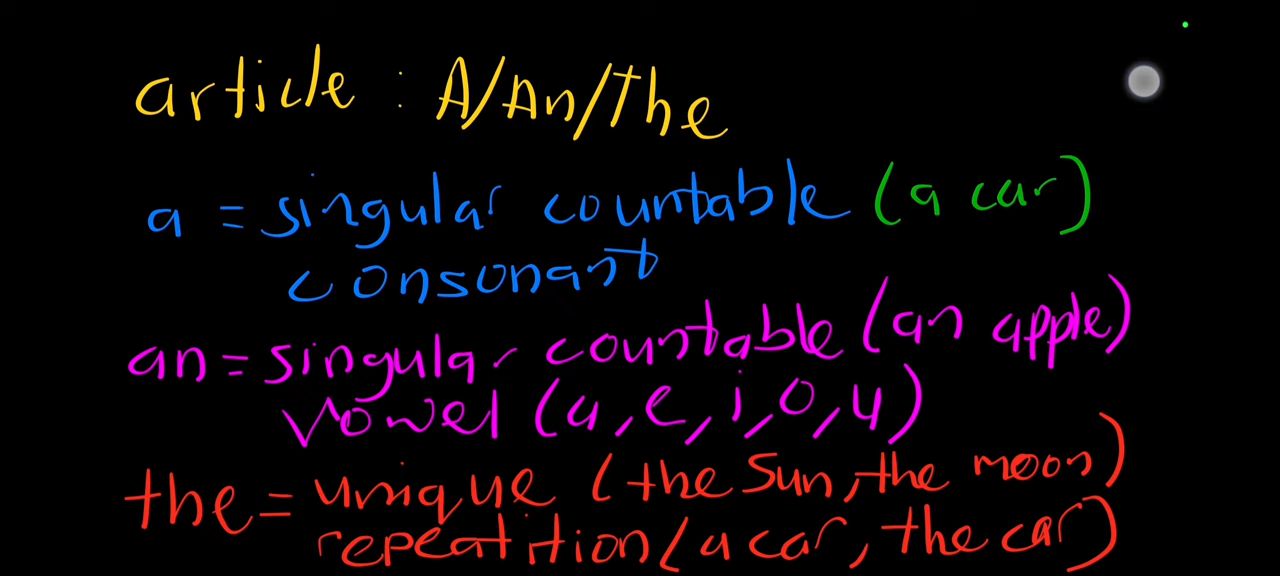 article : A/An/The
a = singular countable (a car)
consonant
an = singular countable (an apple)
Vowel (a, e, i, o, u)
the = unique (the sun, the moon)
repeatition (a car, the car)